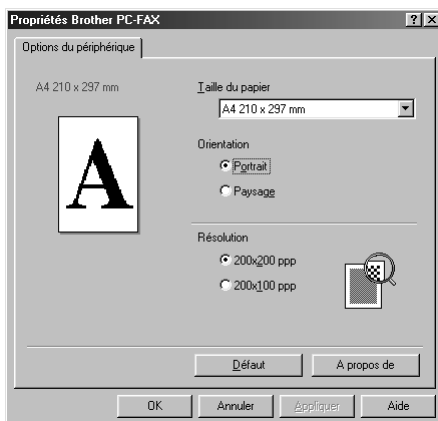 Propriétés Brother PC-FAX
Options du périphérique
A4 210 x 297 mm
A
Taille du papier
A4 210 x 297 mm
Orientation
Portrait
Paysage
Résolution
200x200 ppp
200x100 ppp
Défaut
A propos de
OK
Annuler
Appliquer
Aide